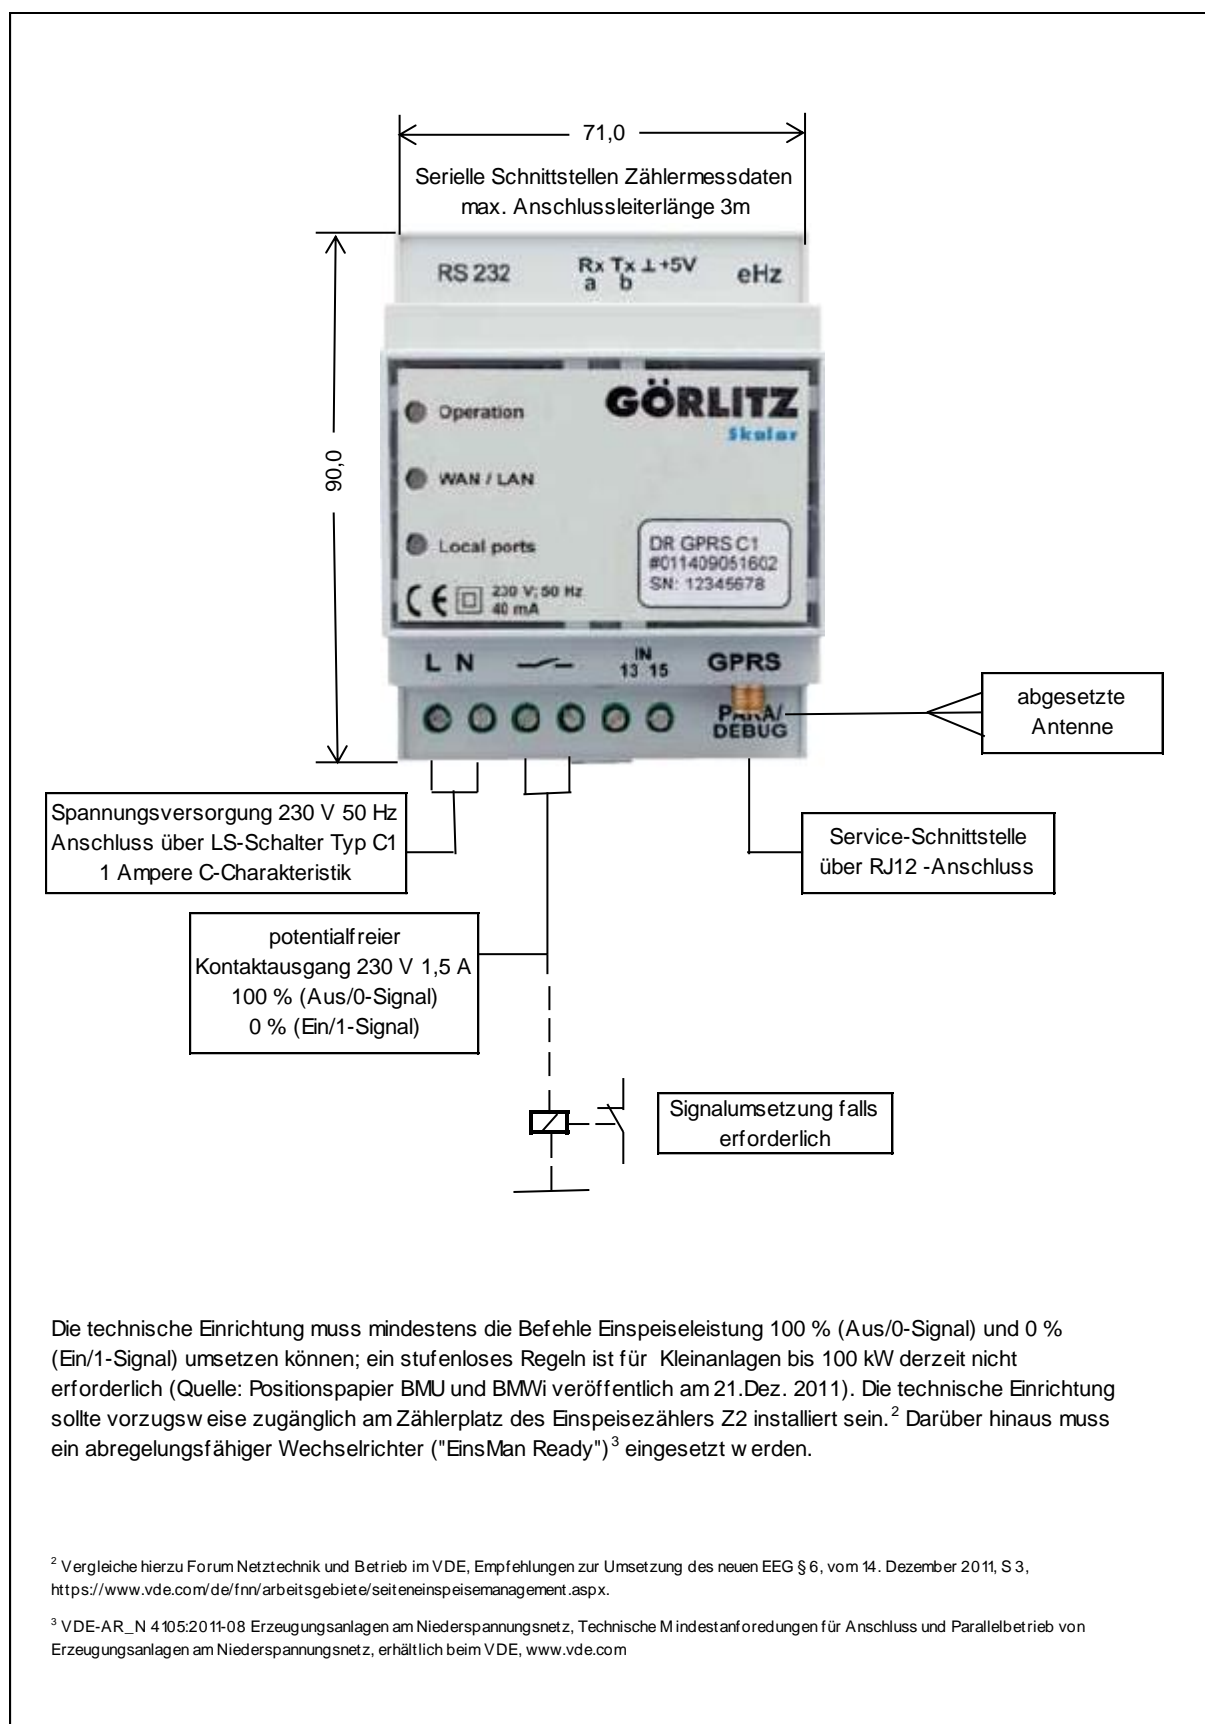 71,0
Serielle Schnittstellen Zählermessdaten
max. Anschlussleiterlänge 3m
RS 232 Rx Tx ⊥ +5V eHz
a b
90,0
Operation
GÖRLITZ
Skalar
WAN / LAN
Local ports
DR GPRS C1
#011409051602
SN: 12345678
CE 230 V; 50 Hz
40 mA
L N IN GPRS
13 15
PARA/
DEBUG
abgesetzte
Antenne
Spannungsversorgung 230 V 50 Hz
Anschluss über LS-Schalter Typ C1
1 Ampere C-Charakteristik
Service-Schnittstelle
über RJ12 -Anschluss
potentialfreier
Kontaktausgang 230 V 1,5 A
100 % (Aus/0-Signal)
0 % (Ein/1-Signal)
Signalumsetzung falls
erforderlich
Die technische Einrichtung muss mindestens die Befehle Einspeiseleistung 100 % (Aus/0-Signal) und 0 %
(Ein/1-Signal) umsetzen können; ein stufenloses Regeln ist für Kleinanlagen bis 100 kW derzeit nicht
erforderlich (Quelle: Positionspapier BMU und BMWi veröffentlich am 21.Dez. 2011). Die technische Einrichtung
sollte vorzugsweise zugänglich am Zählerplatz des Einspeisezählers Z2 installiert sein.² Darüber hinaus muss
ein abregelungsfähiger Wechselrichter ("EinsMan Ready")³ eingesetzt werden.
² Vergleiche hierzu Forum Netztechnik und Betrieb im VDE, Empfehlungen zur Umsetzung des neuen EEG § 6, vom 14. Dezember 2011, S 3,
https://www.vde.com/de/fnn/arbeitsgebiete/seiteneinspeisemanagement.aspx.
³ VDE-AR_N 4105:2011-08 Erzeugungsanlagen am Niederspannungsnetz, Technische Mindestanforedungen für Anschluss und Parallelbetrieb von
Erzeugungsanlagen am Niederspannungsnetz, erhältlich beim VDE, www.vde.com